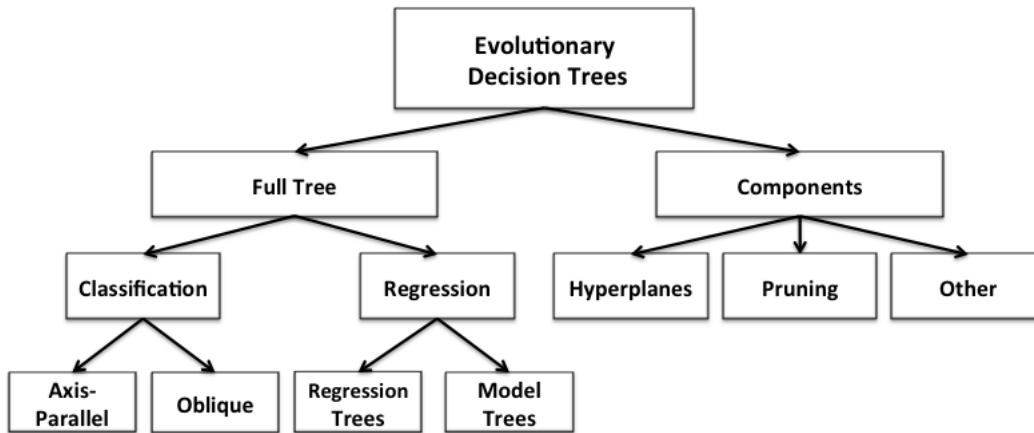 Evolutionary
Decision Trees
Full Tree
Components
Classification
Regression
Hyperplanes
Pruning
Other
Axis-
Parallel
Oblique
Regression
Trees
Model
Trees